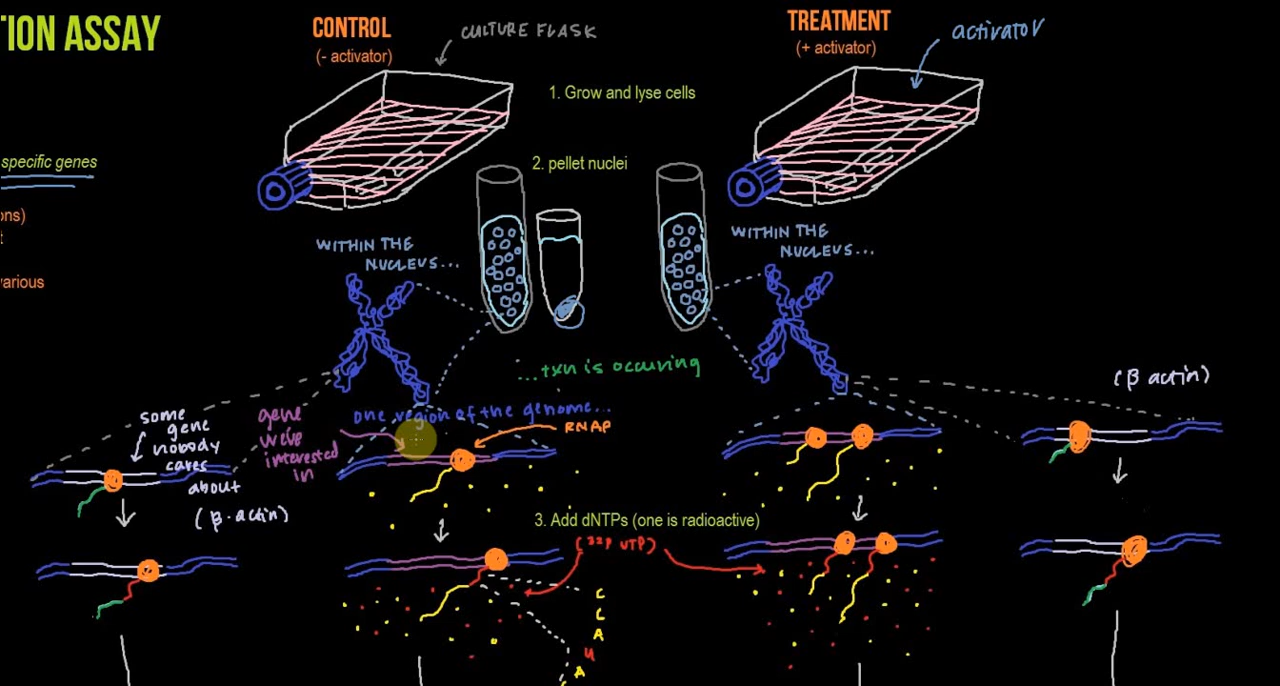 TION ASSAY
CONTROL
(- activator)
CULTURE FLASK
TREATMENT
(+ activator)
activator
1. Grow and lyse cells
specific genes
2. pellet nuclei
ons)
t
various
WITHIN THE
NUCLEUS...
WITHIN THE
NUCLEUS...
...txn is occuring
(β actin)
some
gene
nobody
cares
about
(β-actin)
gene
we're
interested
in
one region of the genome...
RNAP
3. Add dNTPs (one is radioactive)
(32P UTP)
C
C
A
U
A